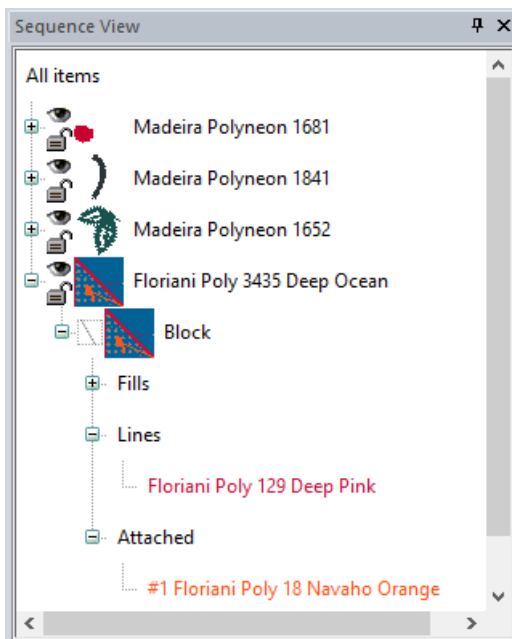 Sequence View
All items
Madeira Polyneon 1681
Madeira Polyneon 1841
Madeira Polyneon 1652
Floriani Poly 3435 Deep Ocean
Block
Fills
Lines
Floriani Poly 129 Deep Pink
Attached
#1 Floriani Poly 18 Navaho Orange